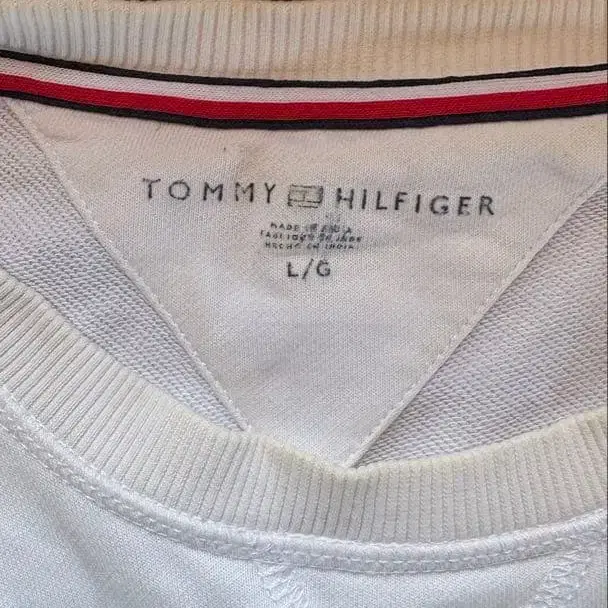 TOMMY HILFIGER
MADE IN INDIA
HECHO EN INDIA
L/G